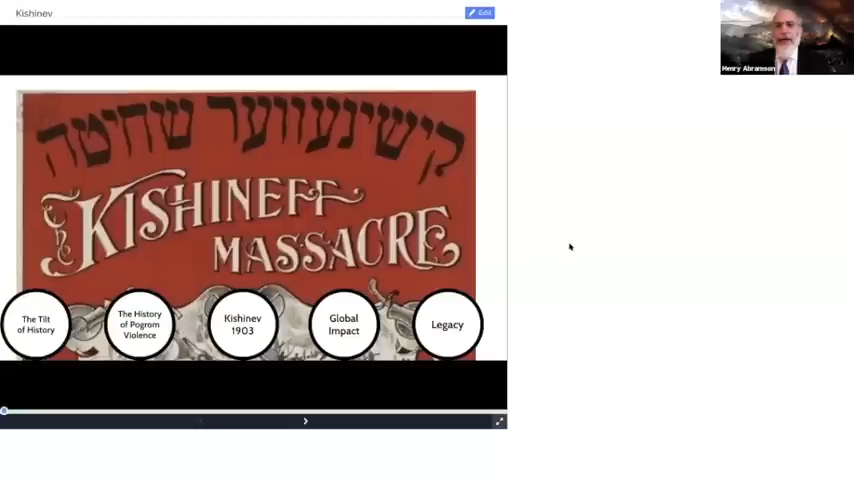 Kishinev
Edit
Henry Abramson
קישינעווער שחיטה
The
KISHINEFF
MASSACRE
The Tilt
of History
The History
of Pogrom
Violence
Kishinev
1903
Global
Impact
Legacy